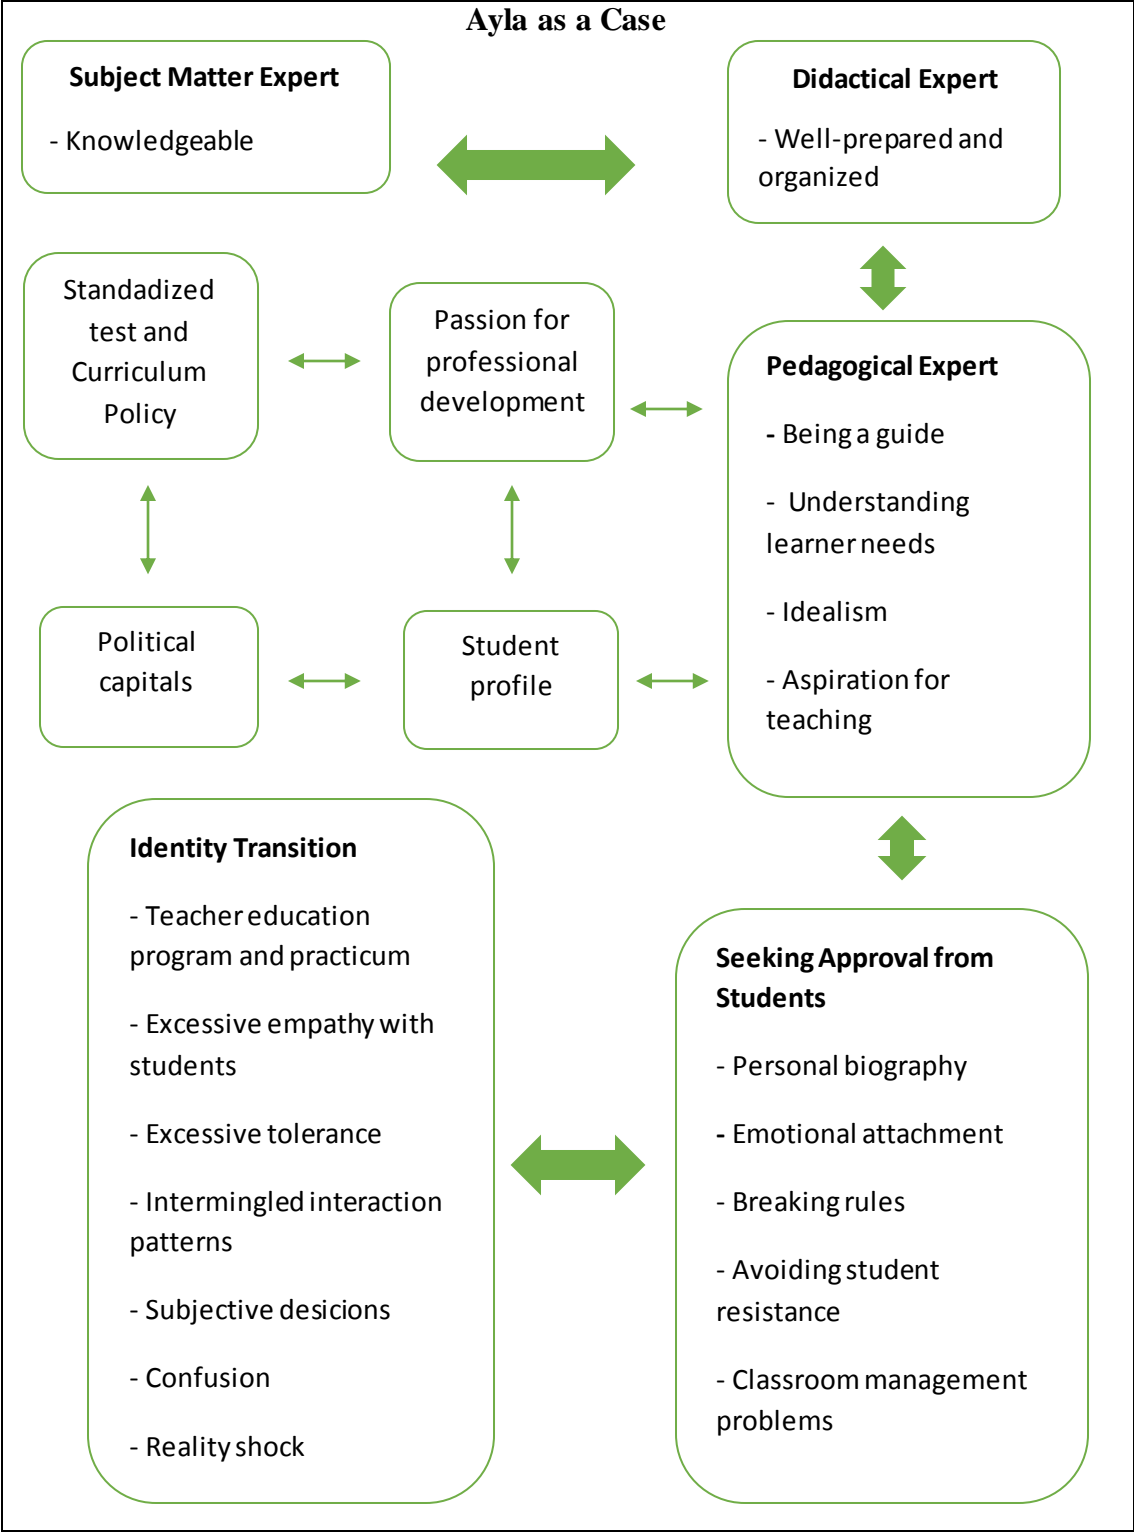 Ayla as a Case
Subject Matter Expert
- Knowledgeable
Didactical Expert
- Well-prepared and
organized
Standadized
test and
Curriculum
Policy
Passion for
professional
development
Pedagogical Expert
- Being a guide
- Understanding
learner needs
- Idealism
- Aspiration for
teaching
Political
capitals
Student
profile
Identity Transition
- Teacher education
program and practicum
- Excessive empathy with
students
- Excessive tolerance
- Intermingled interaction
patterns
- Subjective desicions
- Confusion
- Reality shock
Seeking Approval from
Students
- Personal biography
- Emotional attachment
- Breaking rules
- Avoiding student
resistance
- Classroom management
problems